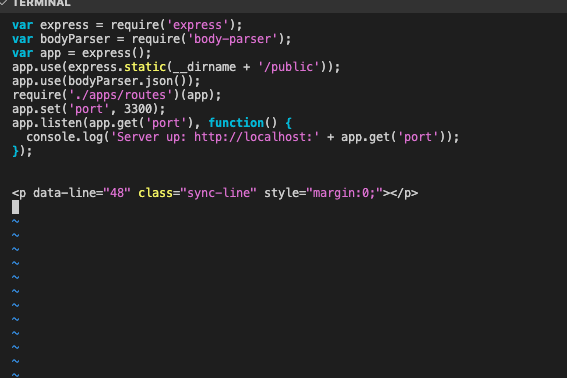 TERMINAL
var express = require('express');
var bodyParser = require('body-parser');
var app = express();
app.use(express.static(__dirname + '/public'));
app.use(bodyParser.json());
require('./apps/routes')(app);
app.set('port', 3300);
app.listen(app.get('port'), function() {
  console.log('Server up: http://localhost:' + app.get('port'));
});
<p data-line="48" class="sync-line" style="margin:0;"></p>
~
~
~
~
~
~
~
~
~
~
~
~